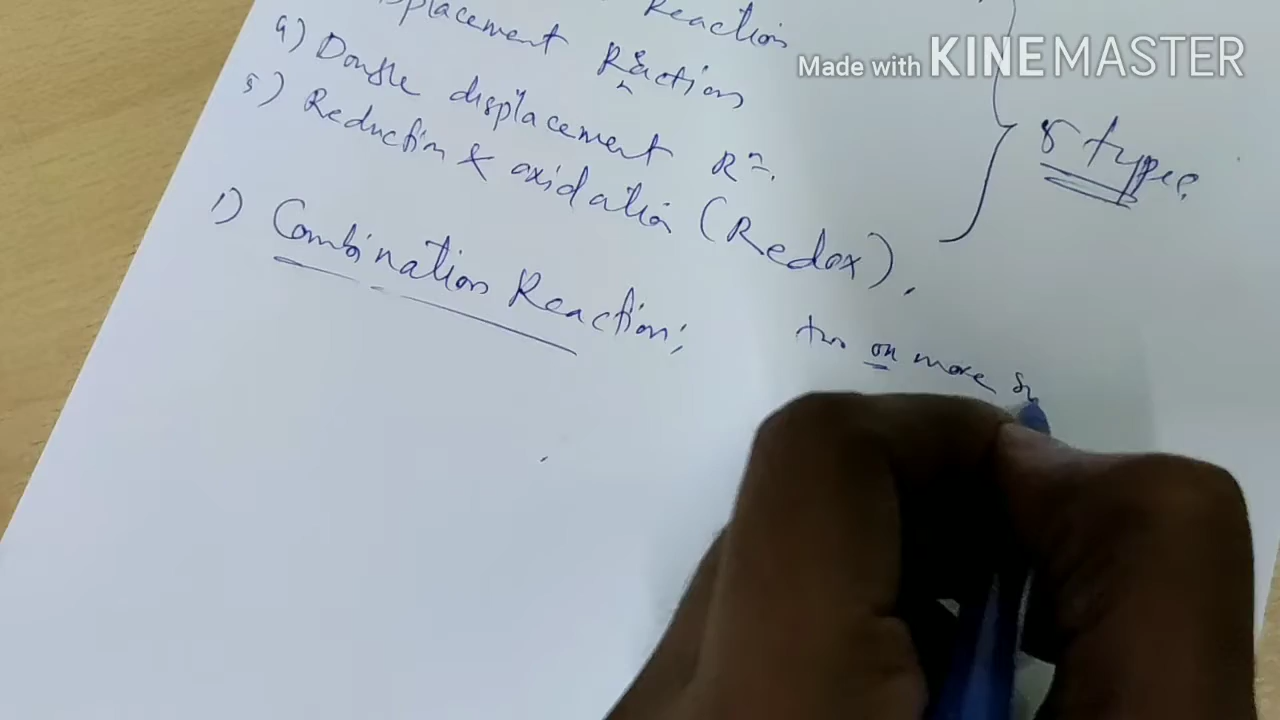 Reaction
placement Reaction
4) Double displacement Rn.
5) Reduction & oxidation (Redox).
5 types
1) Combination Reaction;
two or more
Made with KINEMASTER